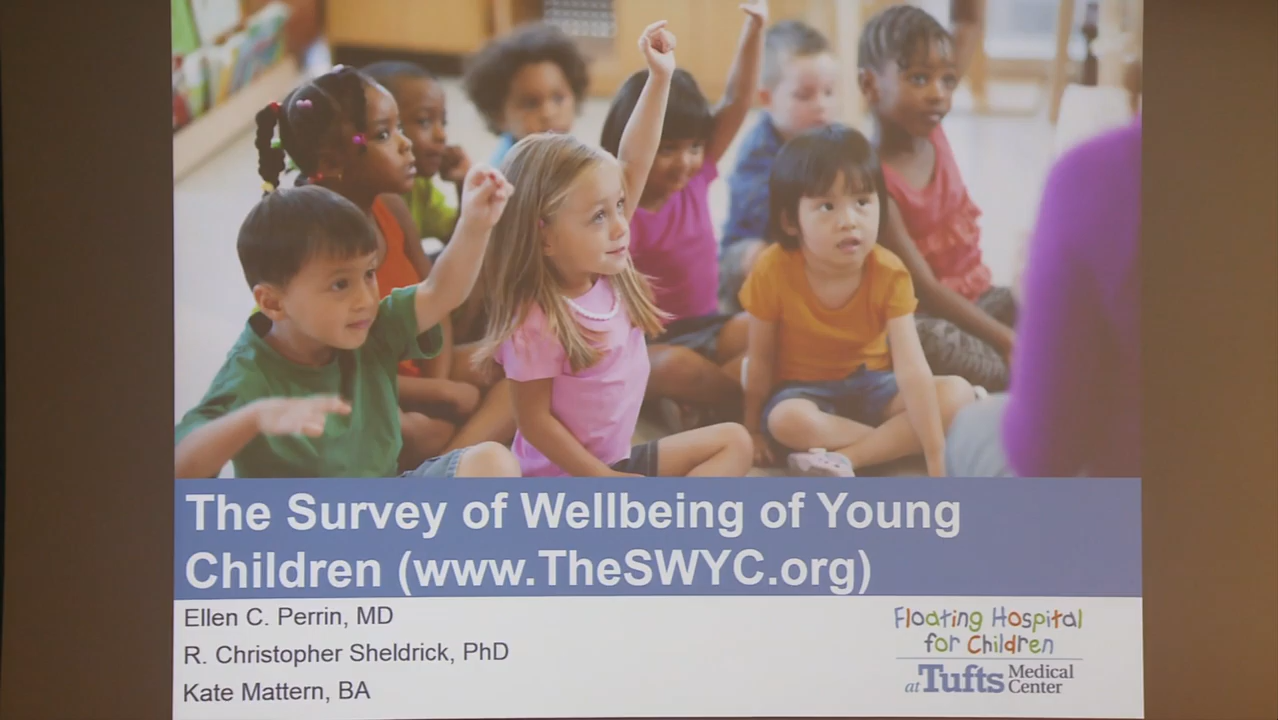 The Survey of Wellbeing of Young
Children (www.TheSWYC.org)
Ellen C. Perrin, MD
R. Christopher Sheldrick, PhD
Kate Mattern, BA
Floating Hospital
for Children
at Tufts Medical
Center